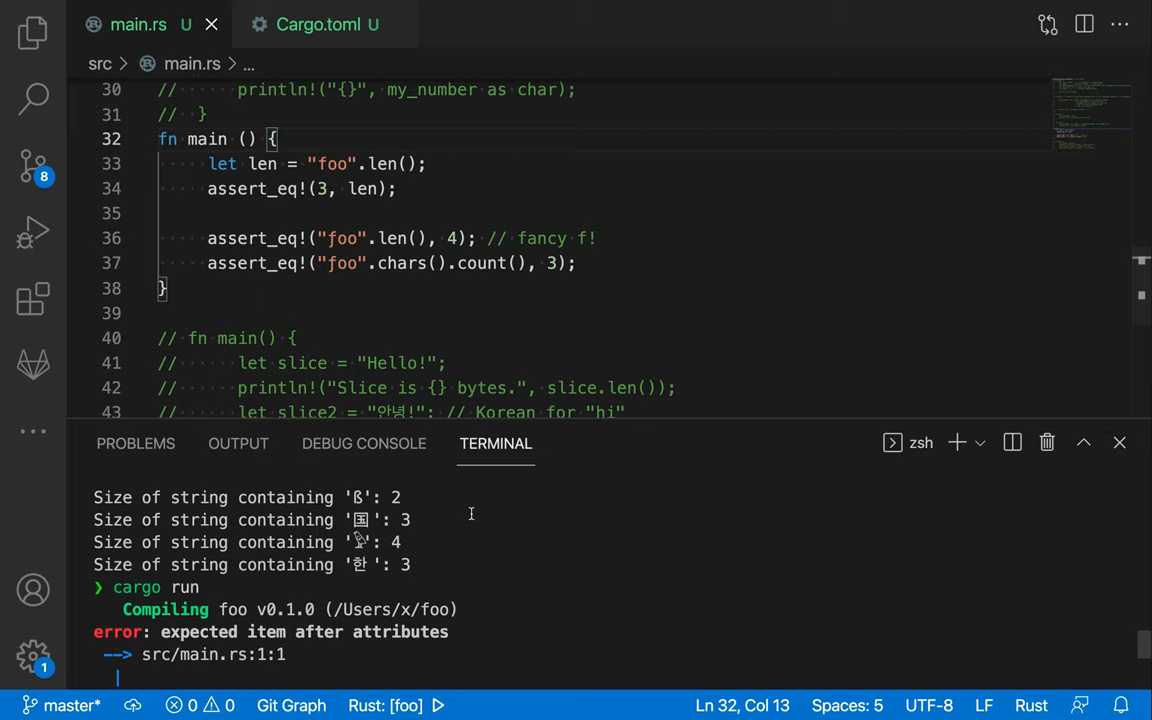 main.rs U Cargo.toml U
src > main.rs > ...
30 // println!("{}", my_number as char);
31 // }
32 fn main () {
33 let len = "foo".len();
34 assert_eq!(3, len);
35
36 assert_eq!("ƒoo".len(), 4); // fancy f!
37 assert_eq!("ƒoo".chars().count(), 3);
38 }
39
40 // fn main() {
41 // let slice = "Hello!";
42 // println!("Slice is {} bytes.", slice.len());
43 // let slice2 = "안녕!"; // Korean for "hi"
8
PROBLEMS OUTPUT DEBUG CONSOLE TERMINAL zsh
Size of string containing 'ß': 2
Size of string containing '国': 3
Size of string containing '': 4
Size of string containing '한': 3
❯ cargo run
Compiling foo v0.1.0 (/Users/x/foo)
error: expected item after attributes
--> src/main.rs:1:1
|
1
master* 0 0 Git Graph Rust: [foo] Ln 32, Col 13 Spaces: 5 UTF-8 LF Rust